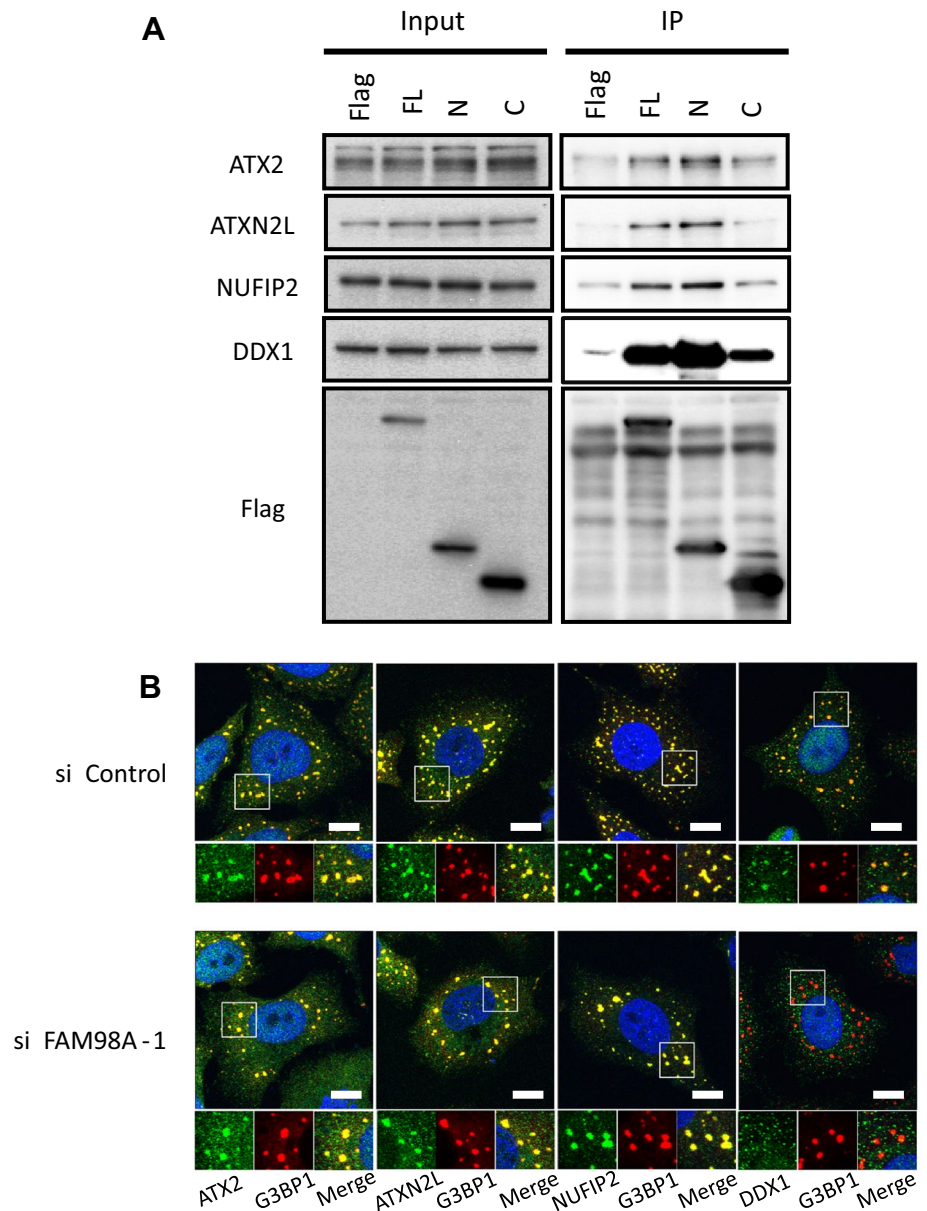 A
Input
IP
Flag
FL
N
C
Flag
FL
N
C
ATX2
ATXN2L
NUFIP2
DDX1
Flag
B
si Control
si FAM98A-1
ATX2 G3BP1 Merge ATXN2L G3BP1 Merge NUFIP2 G3BP1 Merge DDX1 G3BP1 Merge